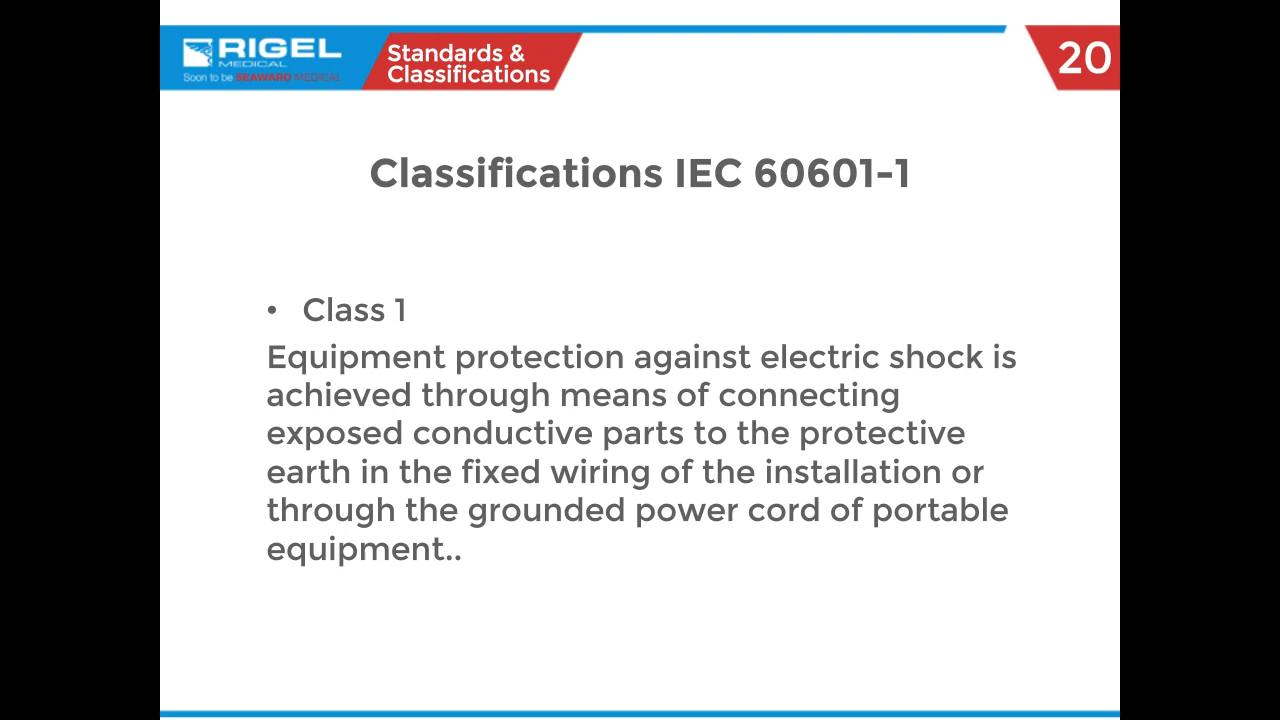 RIGEL
MEDICAL
Soon to be SEAWARD MEDICAL
Standards &
Classifications
20
Classifications IEC 60601-1
• Class 1
Equipment protection against electric shock is
achieved through means of connecting
exposed conductive parts to the protective
earth in the fixed wiring of the installation or
through the grounded power cord of portable
equipment..